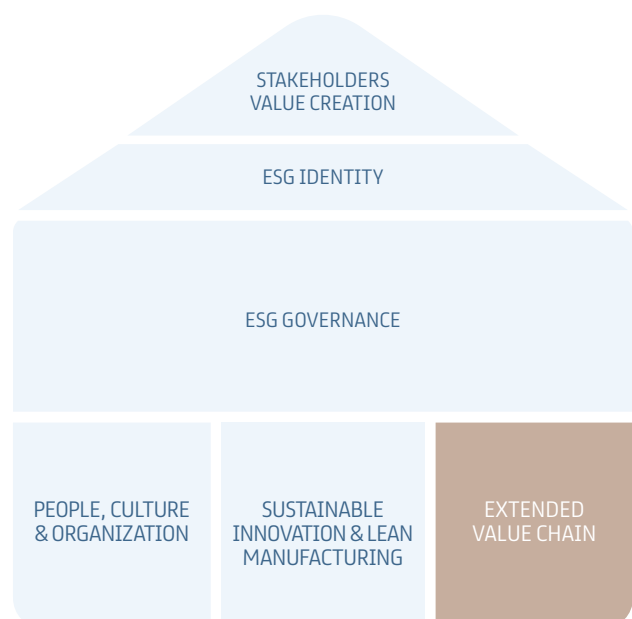 STAKEHOLDERS
VALUE CREATION
ESG IDENTITY
ESG GOVERNANCE
PEOPLE, CULTURE
& ORGANIZATION
SUSTAINABLE
INNOVATION & LEAN
MANUFACTURING
EXTENDED
VALUE CHAIN